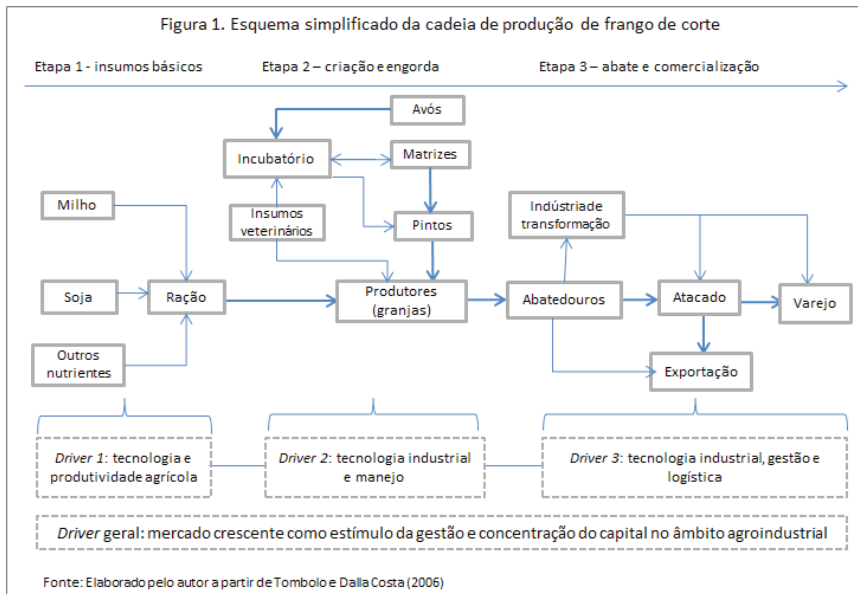 Figura 1. Esquema simplificado da cadeia de produção de frango de corte
Etapa 1 - insumos básicos
Etapa 2 – criação e engorda
Etapa 3 – abate e comercialização
Avós
Incubatório
Matrizes
Milho
Insumos
veterinários
Pintos
Indústria de
transformação
Soja
Ração
Produtores
(granjas)
Abatedouros
Atacado
Varejo
Outros
nutrientes
Exportação
Driver 1: tecnologia e
produtividade agrícola
Driver 2: tecnologia industrial
e manejo
Driver 3: tecnologia industrial, gestão e
logística
Driver geral: mercado crescente como estímulo da gestão e concentração do capital no âmbito agroindustrial
Fonte: Elaborado pelo autor a partir de Tombolo e Dalla Costa (2006)